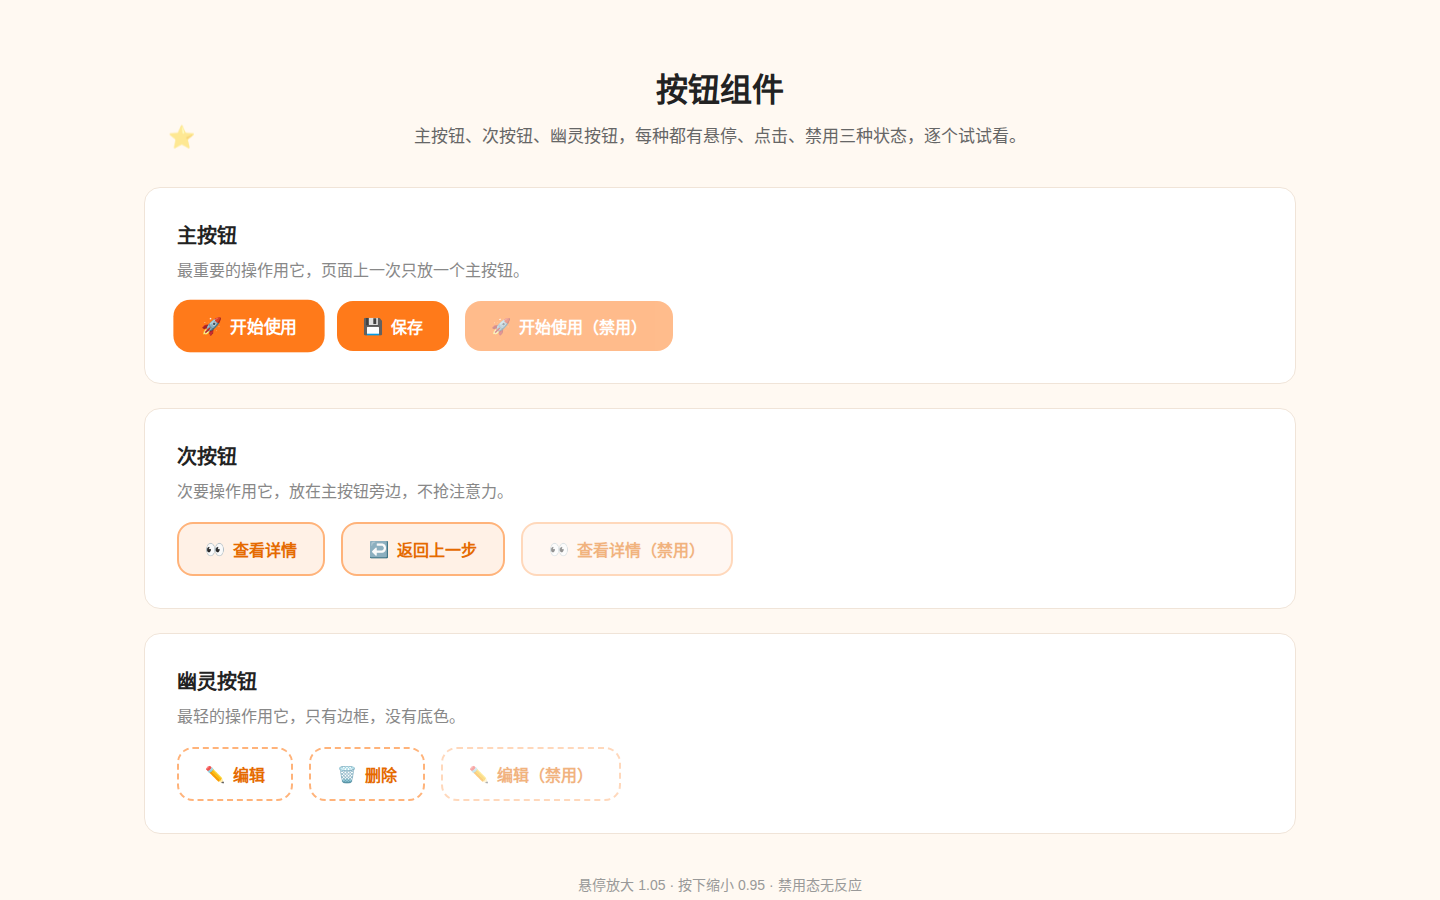 按钮组件
主按钮、次按钮、幽灵按钮，每种都有悬停、点击、禁用三种状态，逐个试试看。
主按钮
最重要的操作用它，页面上一次只放一个主按钮。
🚀 开始使用 💾 保存 🚀 开始使用（禁用）
次按钮
次要操作用它，放在主按钮旁边，不抢注意力。
👀 查看详情 ↩️ 返回上一步 👀 查看详情（禁用）
幽灵按钮
最轻的操作用它，只有边框，没有底色。
✏️ 编辑 🗑️ 删除 ✏️ 编辑（禁用）
悬停放大 1.05 · 按下缩小 0.95 · 禁用态无反应